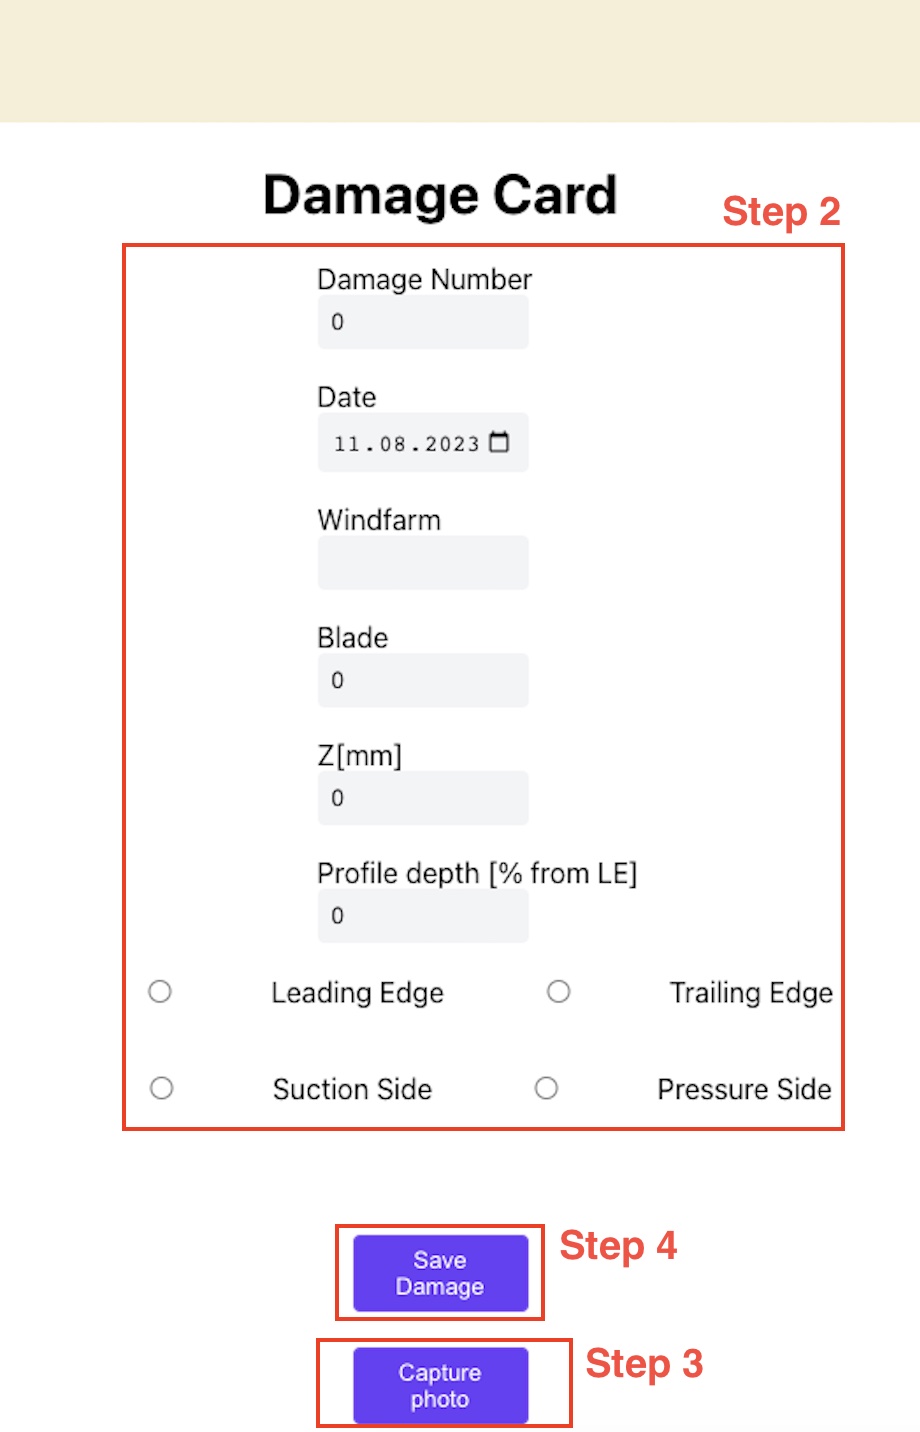 Damage Card
Step 2
Damage Number
0
Date
11.08.2023
Windfarm
Blade
0
Z[mm]
0
Profile depth [% from LE]
0
Leading Edge
Trailing Edge
Suction Side
Pressure Side
Save
Damage
Step 4
Capture
photo
Step 3